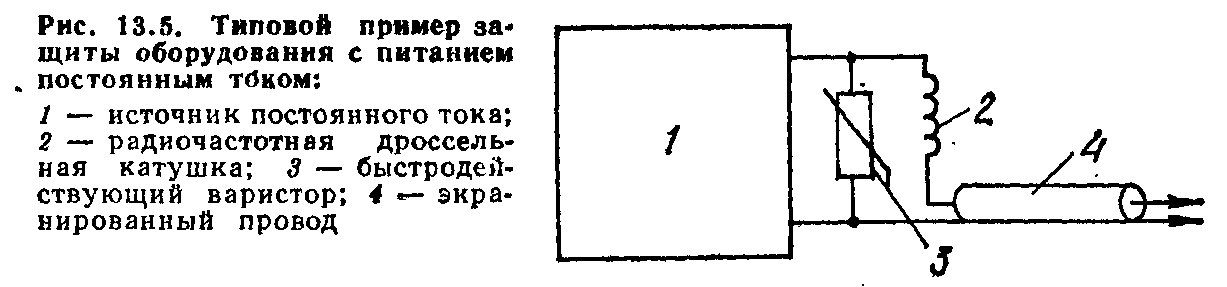 Рис. 13.5. Типовой пример за-
щиты оборудования с питанием
постоянным током:
1 — источник постоянного тока;
2 — радиочастотная дроссель-
ная катушка; 3 — быстродей-
ствующий варистор; 4 — экра-
нированный провод
1
2
4
3